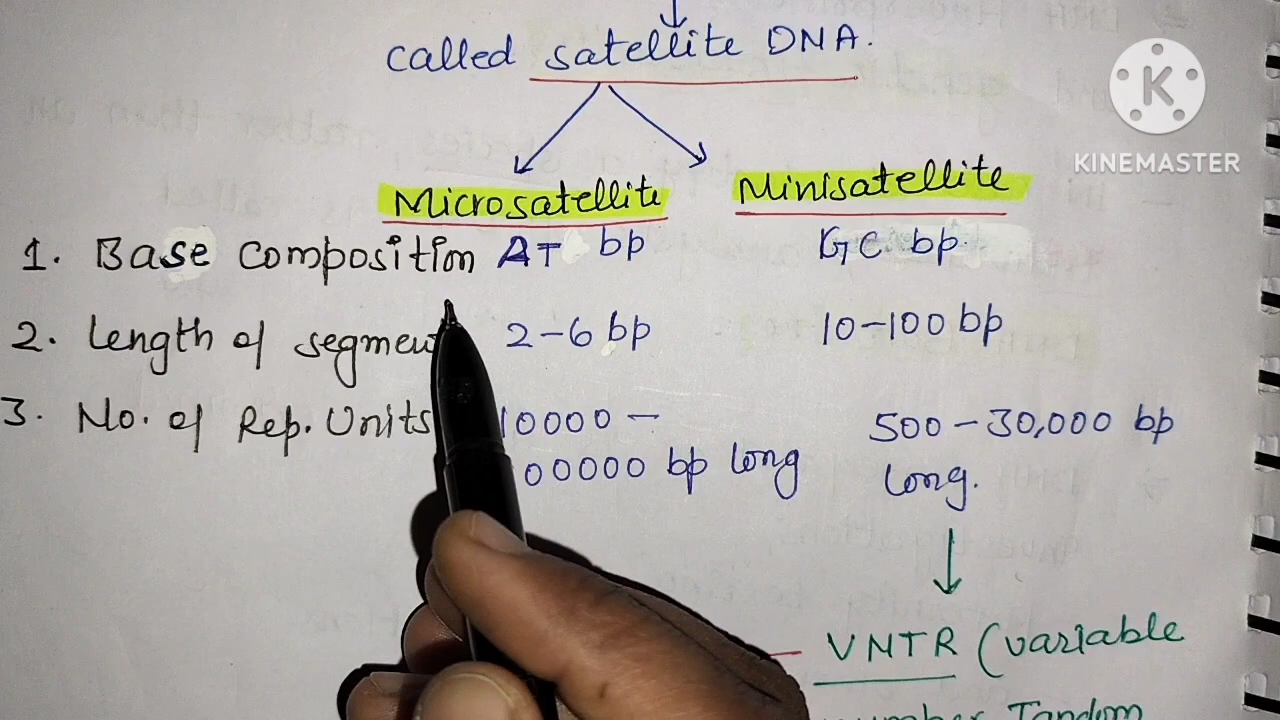 called satellite DNA.
K
KINEMASTER
Microsatellite Minisatellite
1. Base composition AT bp GC bp.
2. Length of segment 2-6 bp 10-100 bp
3. No. of Rep. Units 10000 - 500-30,000 bp
00000 bp long long.
VNTR (variable
number Tandom